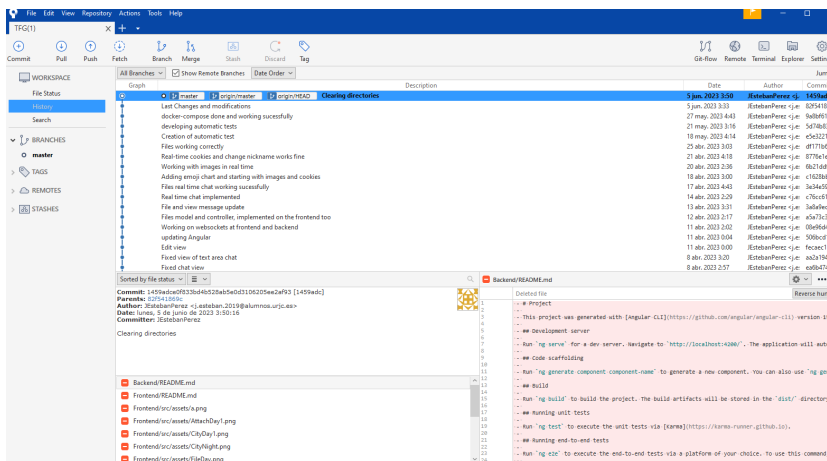 File Edit View Repository Actions Tools Help
TFG(1)
Commit Pull Push Fetch Branch Merge Stash Discard Tag Git-flow Remote Terminal Explorer
WORKSPACE
File Status
History
Search
BRANCHES
master
TAGS
REMOTES
STASHES
All Branches Show Remote Branches Date Order
Graph Description Date Author
master origin/master origin/HEAD Clearing directories 5 jun. 2023 3:50 JEstebanPerez <j.
Last Changes and modifications 5 jun. 2023 3:33 JEstebanPerez <j.e
docker-compose done and working sucessfully 27 may. 2023 4:43 JEstebanPerez <j.e
developing automatic tests 21 may. 2023 3:16 JEstebanPerez <j.e
Creation of automatic test 18 may. 2023 4:14 JEstebanPerez <j.e
Files working correctly 25 abr. 2023 3:03 JEstebanPerez <j.e
Real-time cookies and change nickname works fine 21 abr. 2023 4:18 JEstebanPerez <j.e
Working with images in real time 20 abr. 2023 2:36 JEstebanPerez <j.e
Adding emoji chart and starting with images and cookies 18 abr. 2023 3:00 JEstebanPerez <j.e
Files real time chat working sucessfully 17 abr. 2023 4:43 JEstebanPerez <j.e
Real time chat implemented 14 abr. 2023 2:29 JEstebanPerez <j.e
File and view message update 13 abr. 2023 3:31 JEstebanPerez <j.e
Files model and controller, implemented on the frontend too 12 abr. 2023 2:17 JEstebanPerez <j.e
Working on websockets at frontend and backend 11 abr. 2023 2:02 JEstebanPerez <j.e
updating Angular 11 abr. 2023 0:04 JEstebanPerez <j.e
Edit view 11 abr. 2023 0:00 JEstebanPerez <j.e
Fixed view of text area chat 8 abr. 2023 3:20 JEstebanPerez <j.e
Fixed chat view 8 abr. 2023 2:57 JEstebanPerez <j.e
Sorted by file status
Commit: 1459adce0f833bd4b528ab5e0d3106205ee2af93 [1459adc]
Parents: 82f541869c
Author: JEstebanPerez <j.esteban.2019@alumnos.urjc.es>
Date: lunes, 5 de junio de 2023 3:50:16
Committer: JEstebanPerez
Clearing directories
Backend/README.md
Frontend/README.md
Frontend/src/assets/a.png
Frontend/src/assets/AttachDay1.png
Frontend/src/assets/CityDay1.png
Frontend/src/assets/CityNight.png
Frontend/src/assets/FileDay.png
Backend/README.md
Deleted file Reverse hun
- # Project
- This project was generated with [Angular CLI](https://github.com/angular/angular-cli) version
- ## Development server
- Run `ng serve` for a dev server. Navigate to `http://localhost:4200/`. The application will
- ## Code scaffolding
- Run `ng generate component component-name` to generate a new component. You can also use
- ## Build
- Run `ng build` to build the project. The build artifacts will be stored in the `dist/` directory
- ## Running unit tests
- Run `ng test` to execute the unit tests via [Karma](https://karma-runner.github.io).
- ## Running end-to-end tests
- Run `ng e2e` to execute the end-to-end tests via a platform of your choice. To use this command